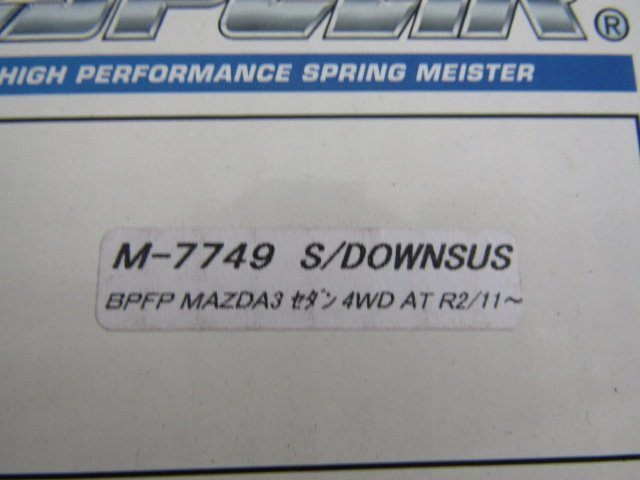 ®
HIGH PERFORMANCE SPRING MEISTER
M-7749 S/DOWNSUS
BPFP MAZDA3 ｾﾀﾞﾝ 4WD AT R2/11～